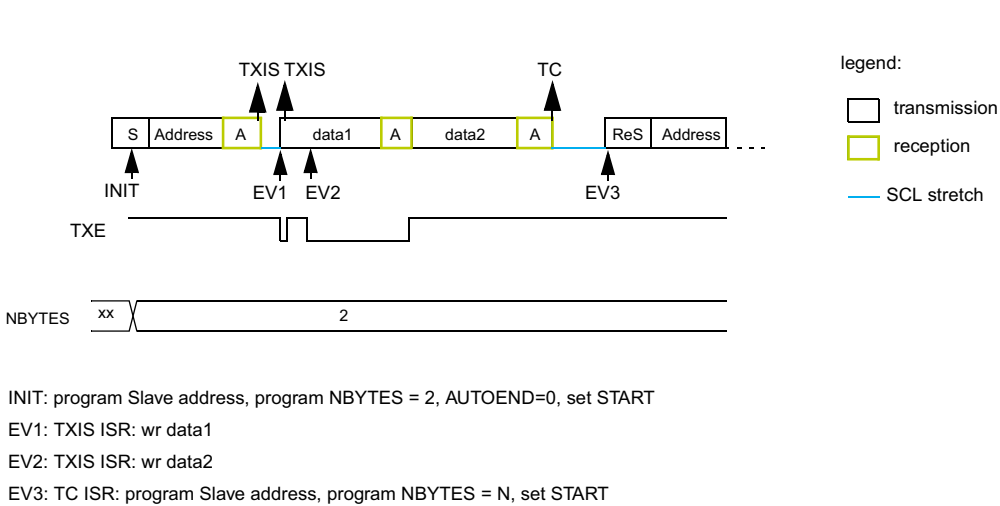 legend:
TXIS TXIS
TC
transmission
S Address A data1 A data2 A ReS Address
reception
INIT
EV1 EV2
EV3
SCL stretch
TXE
NBYTES xx 2
INIT: program Slave address, program NBYTES = 2, AUTOEND=0, set START
EV1: TXIS ISR: wr data1
EV2: TXIS ISR: wr data2
EV3: TC ISR: program Slave address, program NBYTES = N, set START